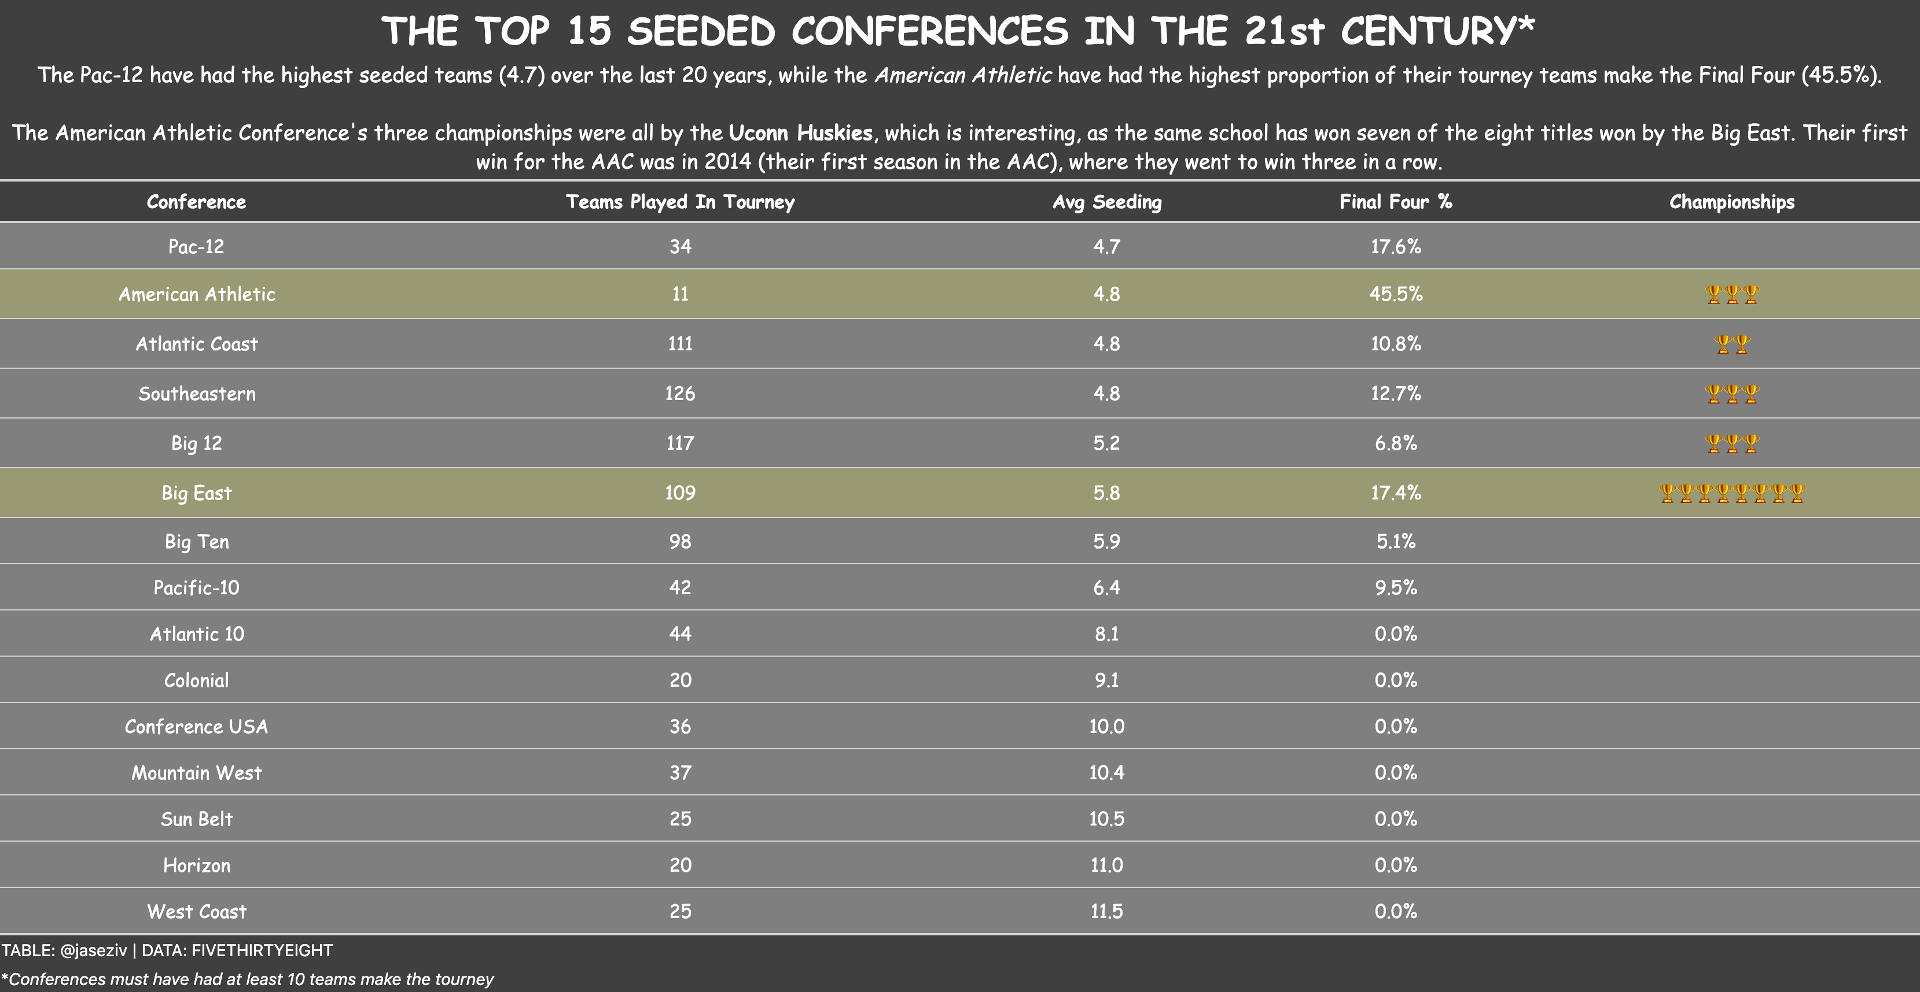 THE TOP 15 SEEDED CONFERENCES IN THE 21st CENTURY*
The Pac-12 have had the highest seeded teams (4.7) over the last 20 years, while the American Athletic have had the highest proportion of their tourney teams make the Final Four (45.5%).
The American Athletic Conference's three championships were all by the Uconn Huskies, which is interesting, as the same school has won seven of the eight titles won by the Big East. Their first
win for the AAC was in 2014 (their first season in the AAC), where they went to win three in a row.
Conference Teams Played In Tourney Avg Seeding Final Four % Championships
Pac-12 34 4.7 17.6%
American Athletic 11 4.8 45.5% 🏆🏆🏆
Atlantic Coast 111 4.8 10.8% 🏆🏆
Southeastern 126 4.8 12.7% 🏆🏆🏆
Big 12 117 5.2 6.8% 🏆🏆🏆
Big East 109 5.8 17.4% 🏆🏆🏆🏆🏆🏆🏆🏆
Big Ten 98 5.9 5.1%
Pacific-10 42 6.4 9.5%
Atlantic 10 44 8.1 0.0%
Colonial 20 9.1 0.0%
Conference USA 36 10.0 0.0%
Mountain West 37 10.4 0.0%
Sun Belt 25 10.5 0.0%
Horizon 20 11.0 0.0%
West Coast 25 11.5 0.0%
TABLE: @jaseziv | DATA: FIVETHIRTYEIGHT
*Conferences must have had at least 10 teams make the tourney